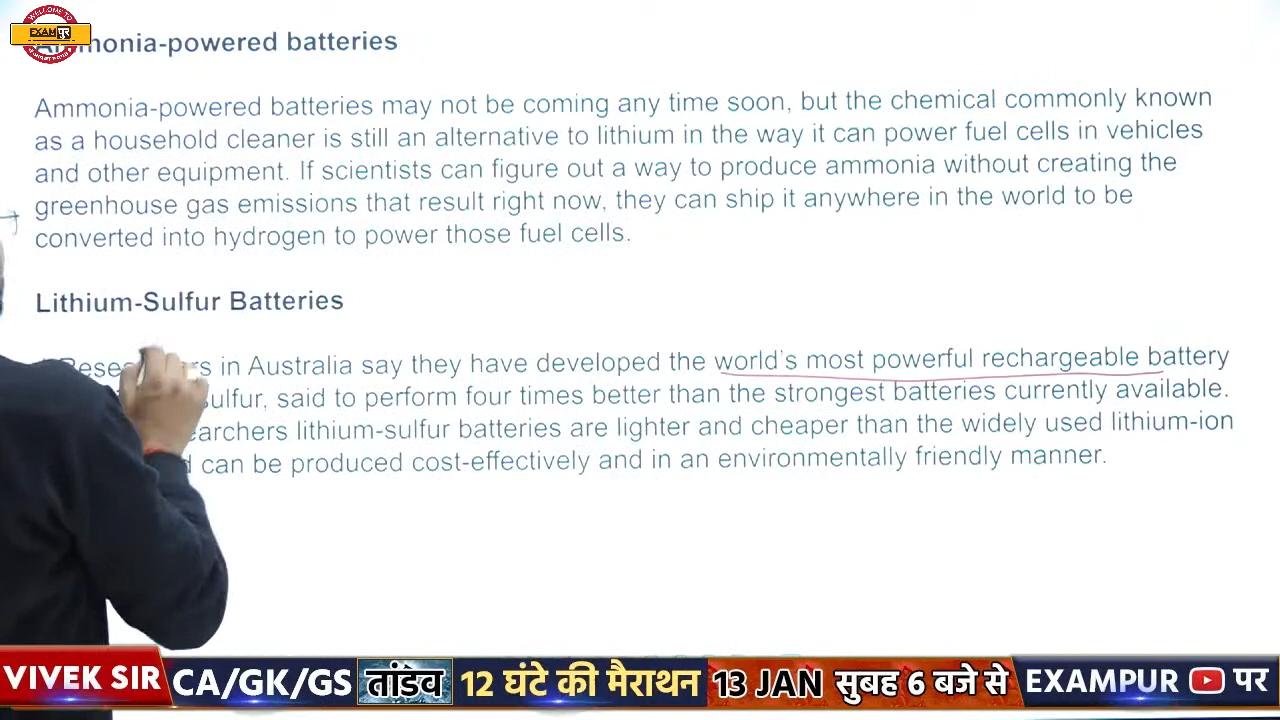 WELCOME TO
EXAM पुर
Ammonia-powered batteries
Ammonia-powered batteries may not be coming any time soon, but the chemical commonly known
as a household cleaner is still an alternative to lithium in the way it can power fuel cells in vehicles
and other equipment. If scientists can figure out a way to produce ammonia without creating the
greenhouse gas emissions that result right now, they can ship it anywhere in the world to be
converted into hydrogen to power those fuel cells.
Lithium-Sulfur Batteries
in Australia say they have developed the world's most powerful rechargeable battery
sulfur, said to perform four times better than the strongest batteries currently available.
lithium-sulfur batteries are lighter and cheaper than the widely used lithium-ion
can be produced cost-effectively and in an environmentally friendly manner.
VIVEK SIR CA/GK/GS तांडव 12 घंटे की मैराथन 13 JAN सुबह 6 बजे से EXAMPUR पर